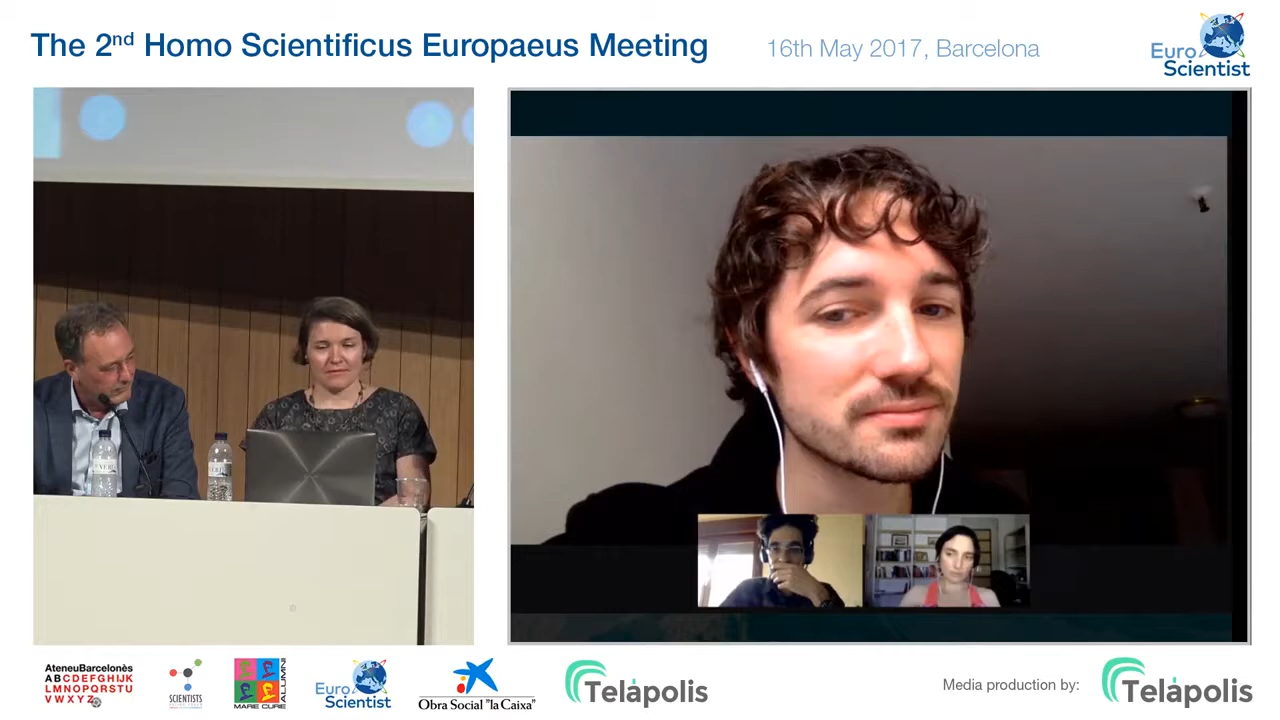 The 2nd Homo Scientificus Europaeus Meeting
16th May 2017, Barcelona
Euro
Scientist
AteneuBarcelonès
ABCDEFGHIJK
LMNOPQRSTU
VWXYZ
SCIENTISTS
MARIE CURIE ALUMNI
Euro
Scientist
Obra Social "la Caixa"
Telàpolis
Media production by:
Telàpolis